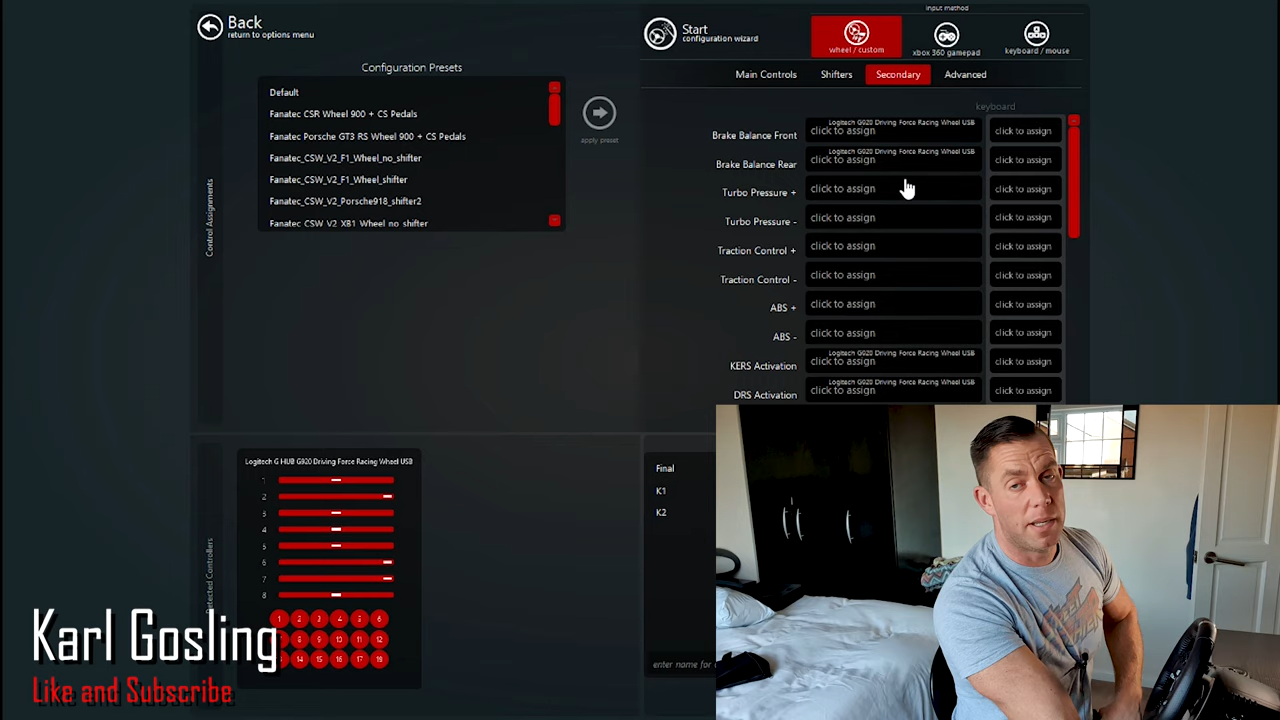 Back
return to options menu
Configuration Presets
Default
Fanatec CSR Wheel 900 + CS Pedals
Fanatec Porsche GT3 RS Wheel 900 + CS Pedals
Fanatec_CSW_V2_F1_Wheel_no_shifter
Fanatec_CSW_V2_F1_Wheel_shifter
Fanatec_CSW_V2_Porsche918_shifter2
Fanatec_CSW_V2_XB1_Wheel_no_shifter
apply preset
Control Assignments
input method
Start
configuration wizard
wheel / custom
xbox 360 gamepad
keyboard / mouse
Main Controls
Shifters
Secondary
Advanced
keyboard
Brake Balance Front
Logitech G920 Driving Force Racing Wheel USB
click to assign
click to assign
Brake Balance Rear
Logitech G920 Driving Force Racing Wheel USB
click to assign
click to assign
Turbo Pressure +
click to assign
click to assign
Turbo Pressure -
click to assign
click to assign
Traction Control +
click to assign
click to assign
Traction Control -
click to assign
click to assign
ABS +
click to assign
click to assign
ABS -
click to assign
click to assign
KERS Activation
Logitech G920 Driving Force Racing Wheel USB
click to assign
click to assign
DRS Activation
Logitech G920 Driving Force Racing Wheel USB
click to assign
click to assign
Detected Controllers
Logitech G HUB G920 Driving Force Racing Wheel USB
1
2
3
4
5
6
7
8
1 2 3 4 5 6
8 9 10 11 12
14 15 16 17 18
Final
K1
K2
enter name for
Karl Gosling
Like and Subscribe